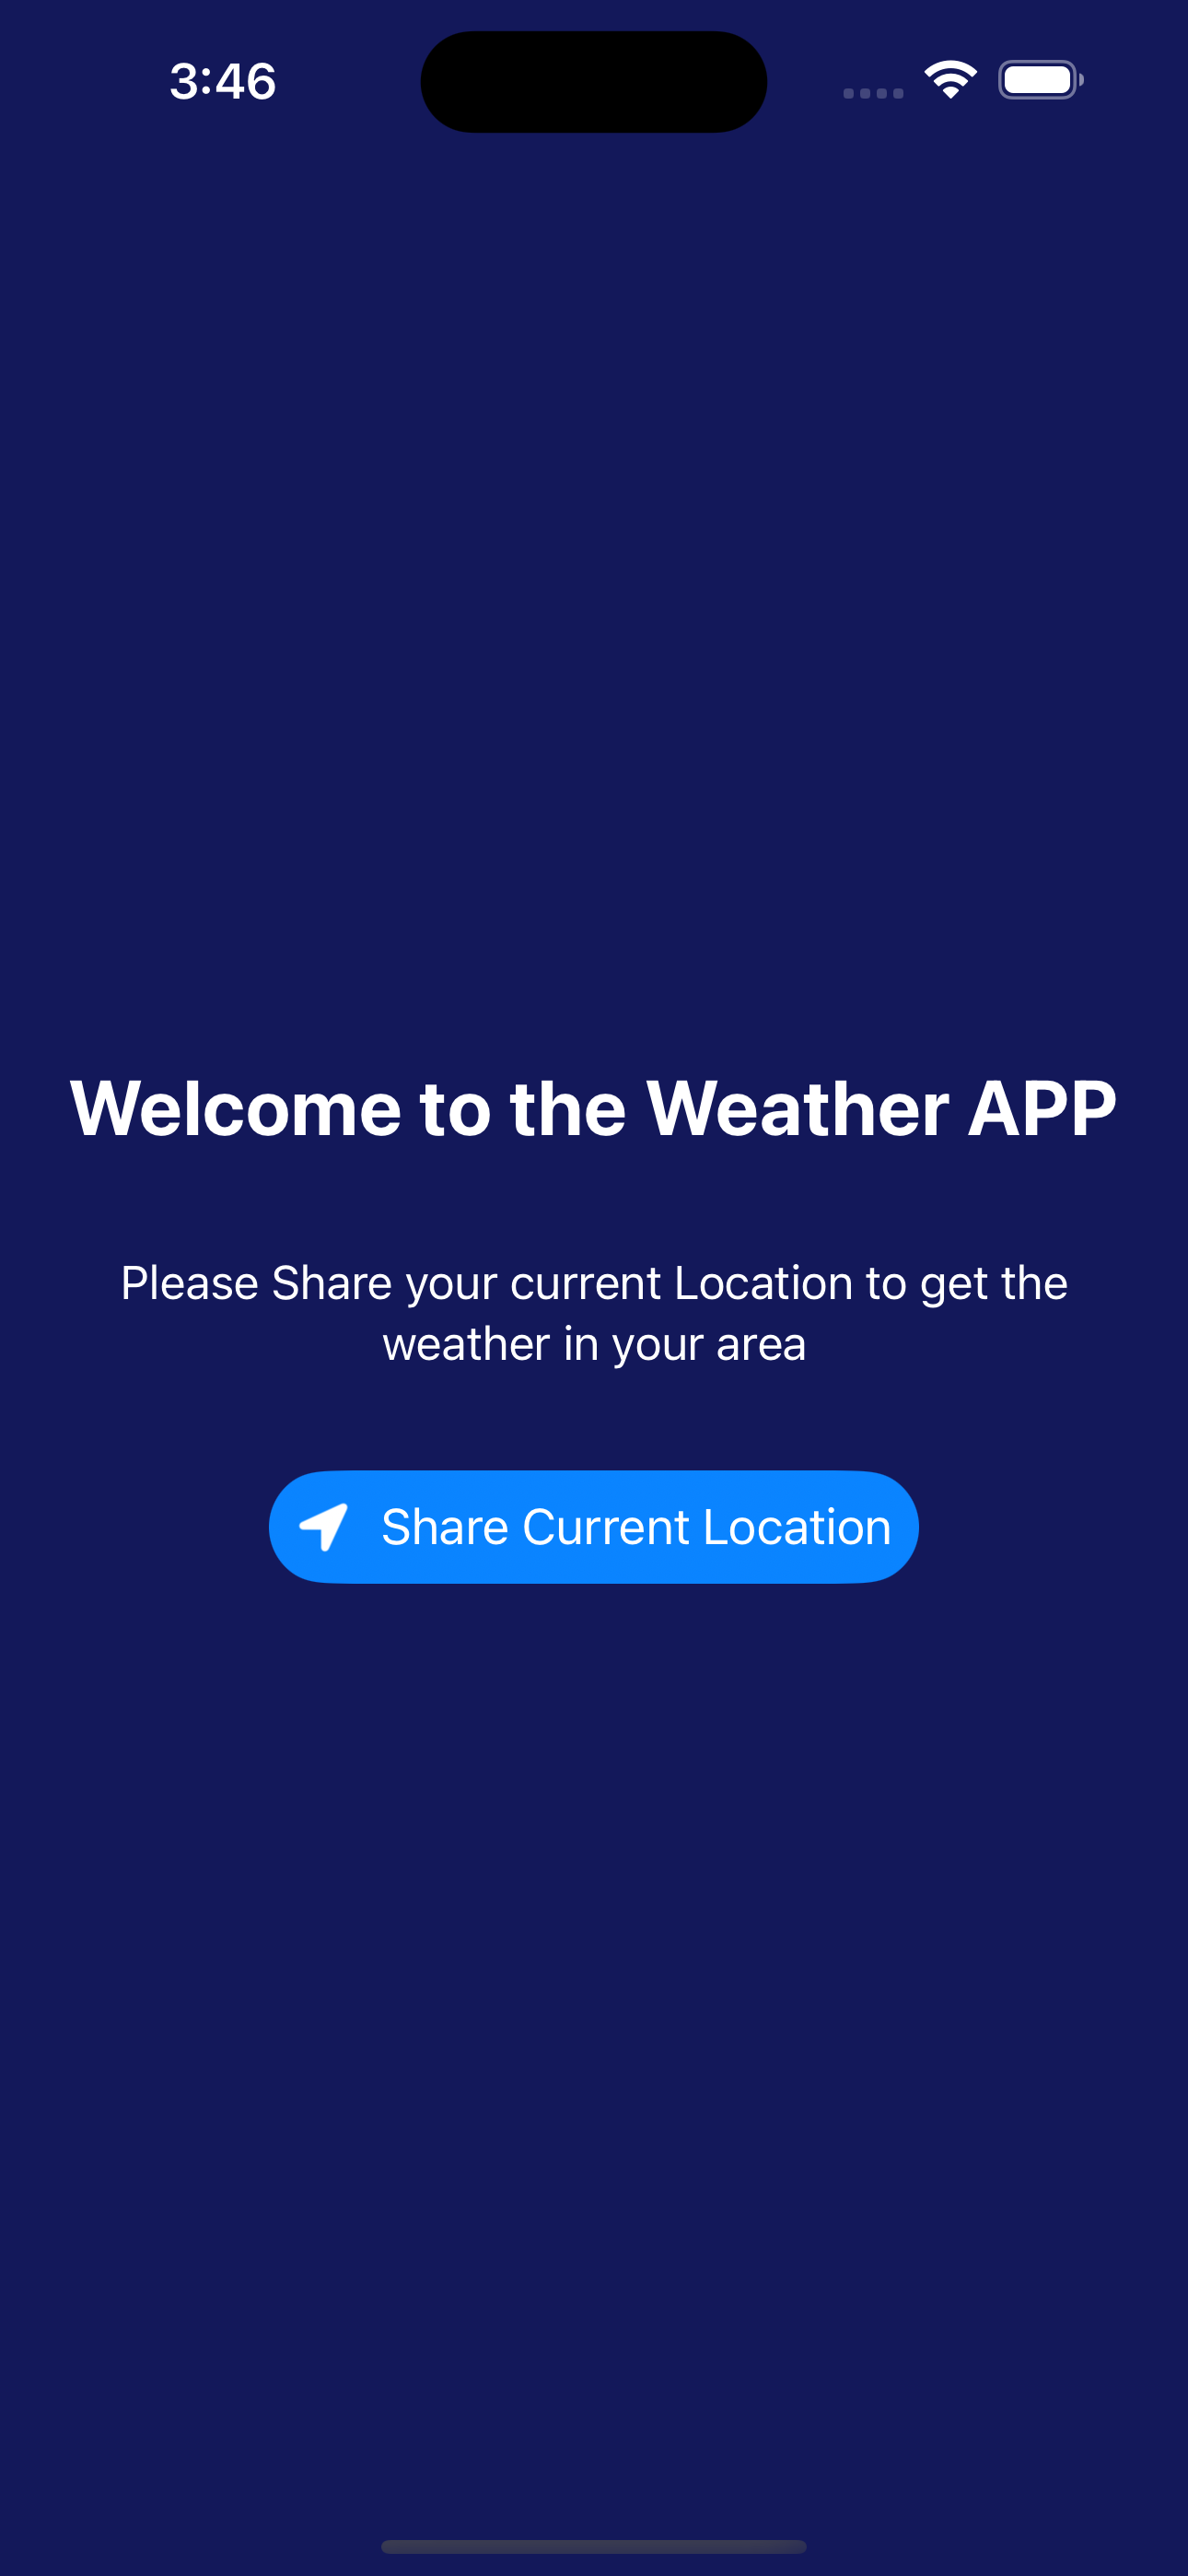 3:46
Welcome to the Weather APP
Please Share your current Location to get the
weather in your area
Share Current Location